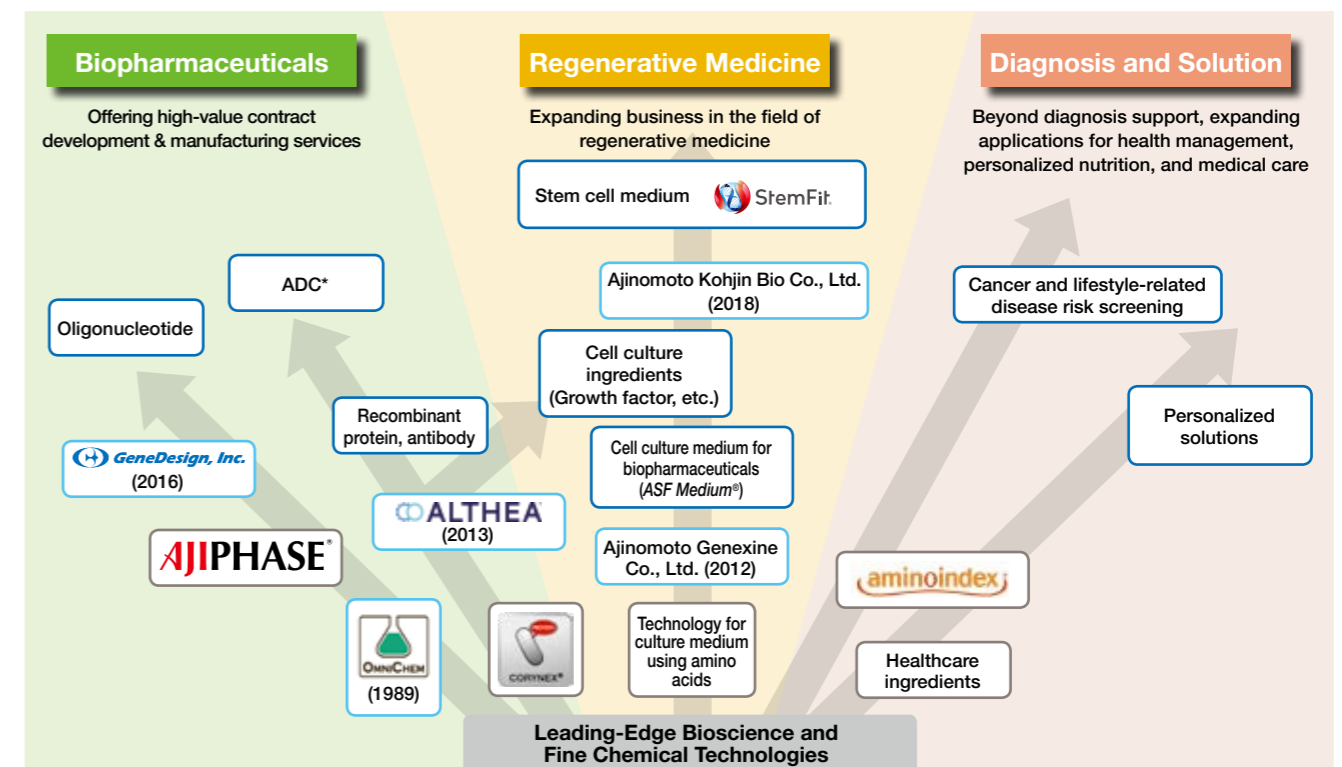 Biopharmaceuticals
Offering high-value contract
development & manufacturing services
Regenerative Medicine
Expanding business in the field of
regenerative medicine
Diagnosis and Solution
Beyond diagnosis support, expanding
applications for health management,
personalized nutrition, and medical care
Stem cell medium
StemFit.
ADC*
Oligonucleotide
Ajinomoto Kohjin Bio Co., Ltd.
(2018)
Cancer and lifestyle-related
disease risk screening
Cell culture
ingredients
(Growth factor, etc.)
Recombinant
protein, antibody
Personalized
solutions
GeneDesign, Inc.
(2016)
Cell culture medium for
biopharmaceuticals
(ASF Medium®)
ALTHEA
(2013)
AJIPHASE®
Ajinomoto Genexine
Co., Ltd. (2012)
aminoindex
OMNICHEM
(1989)
CORYNEX®
Technology for
culture medium
using amino
acids
Healthcare
ingredients
Leading-Edge Bioscience and
Fine Chemical Technologies